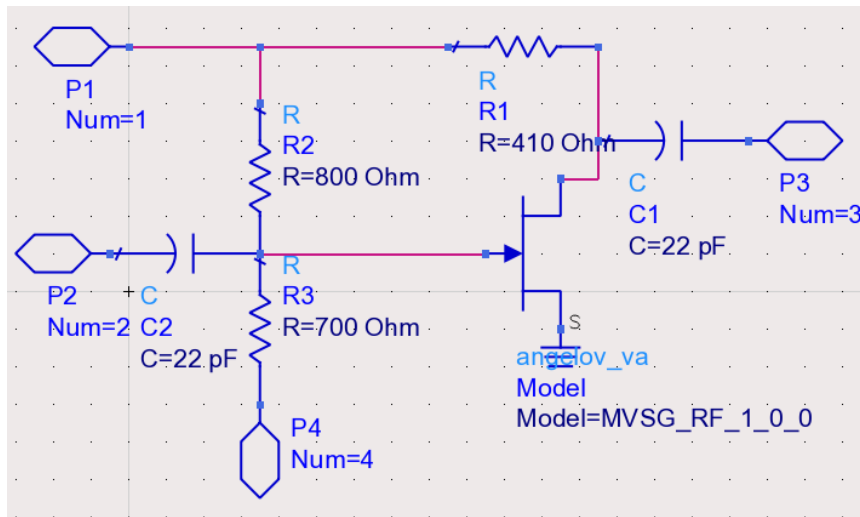 P1
Num=1
R
R2
R=800 Ohm
R
R1
R=410 Ohm
C
C1
C=22 pF
P3
Num=3
P2
Num=2
C
C2
C=22 pF
R
R3
R=700 Ohm
S
angelov_va
Model
Model=MVSG_RF_1_0_0
P4
Num=4